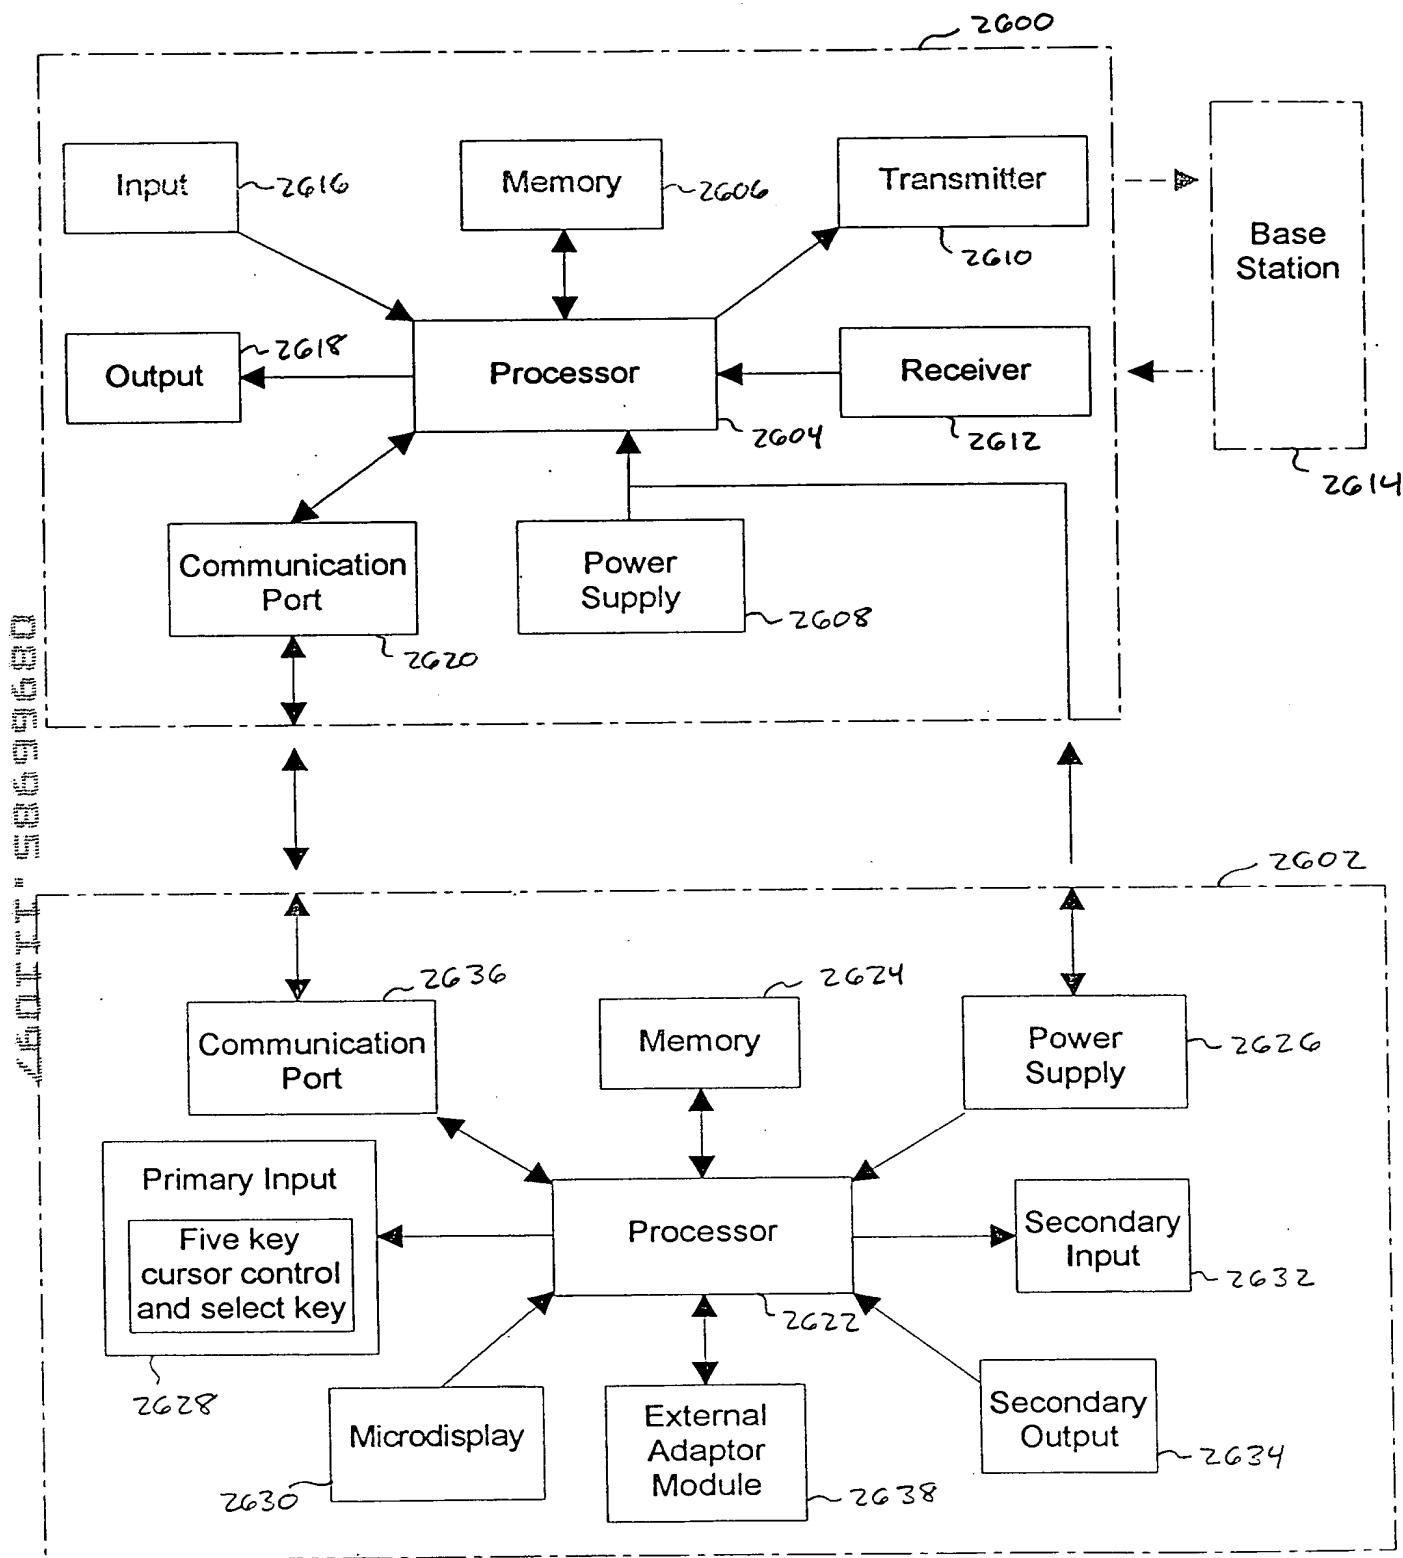 2600
Input
2616
Memory
2606
Transmitter
2610
Base
Station
2614
Output
2618
Processor
2604
Receiver
2612
Communication
Port
2620
Power
Supply
2608
08966985.111097
2602
Communication
Port
2636
Memory
2624
Power
Supply
2626
Primary Input
Five key
cursor control
and select key
2628
Processor
2622
Secondary
Input
2632
Microdisplay
2630
External
Adaptor
Module
2638
Secondary
Output
2634